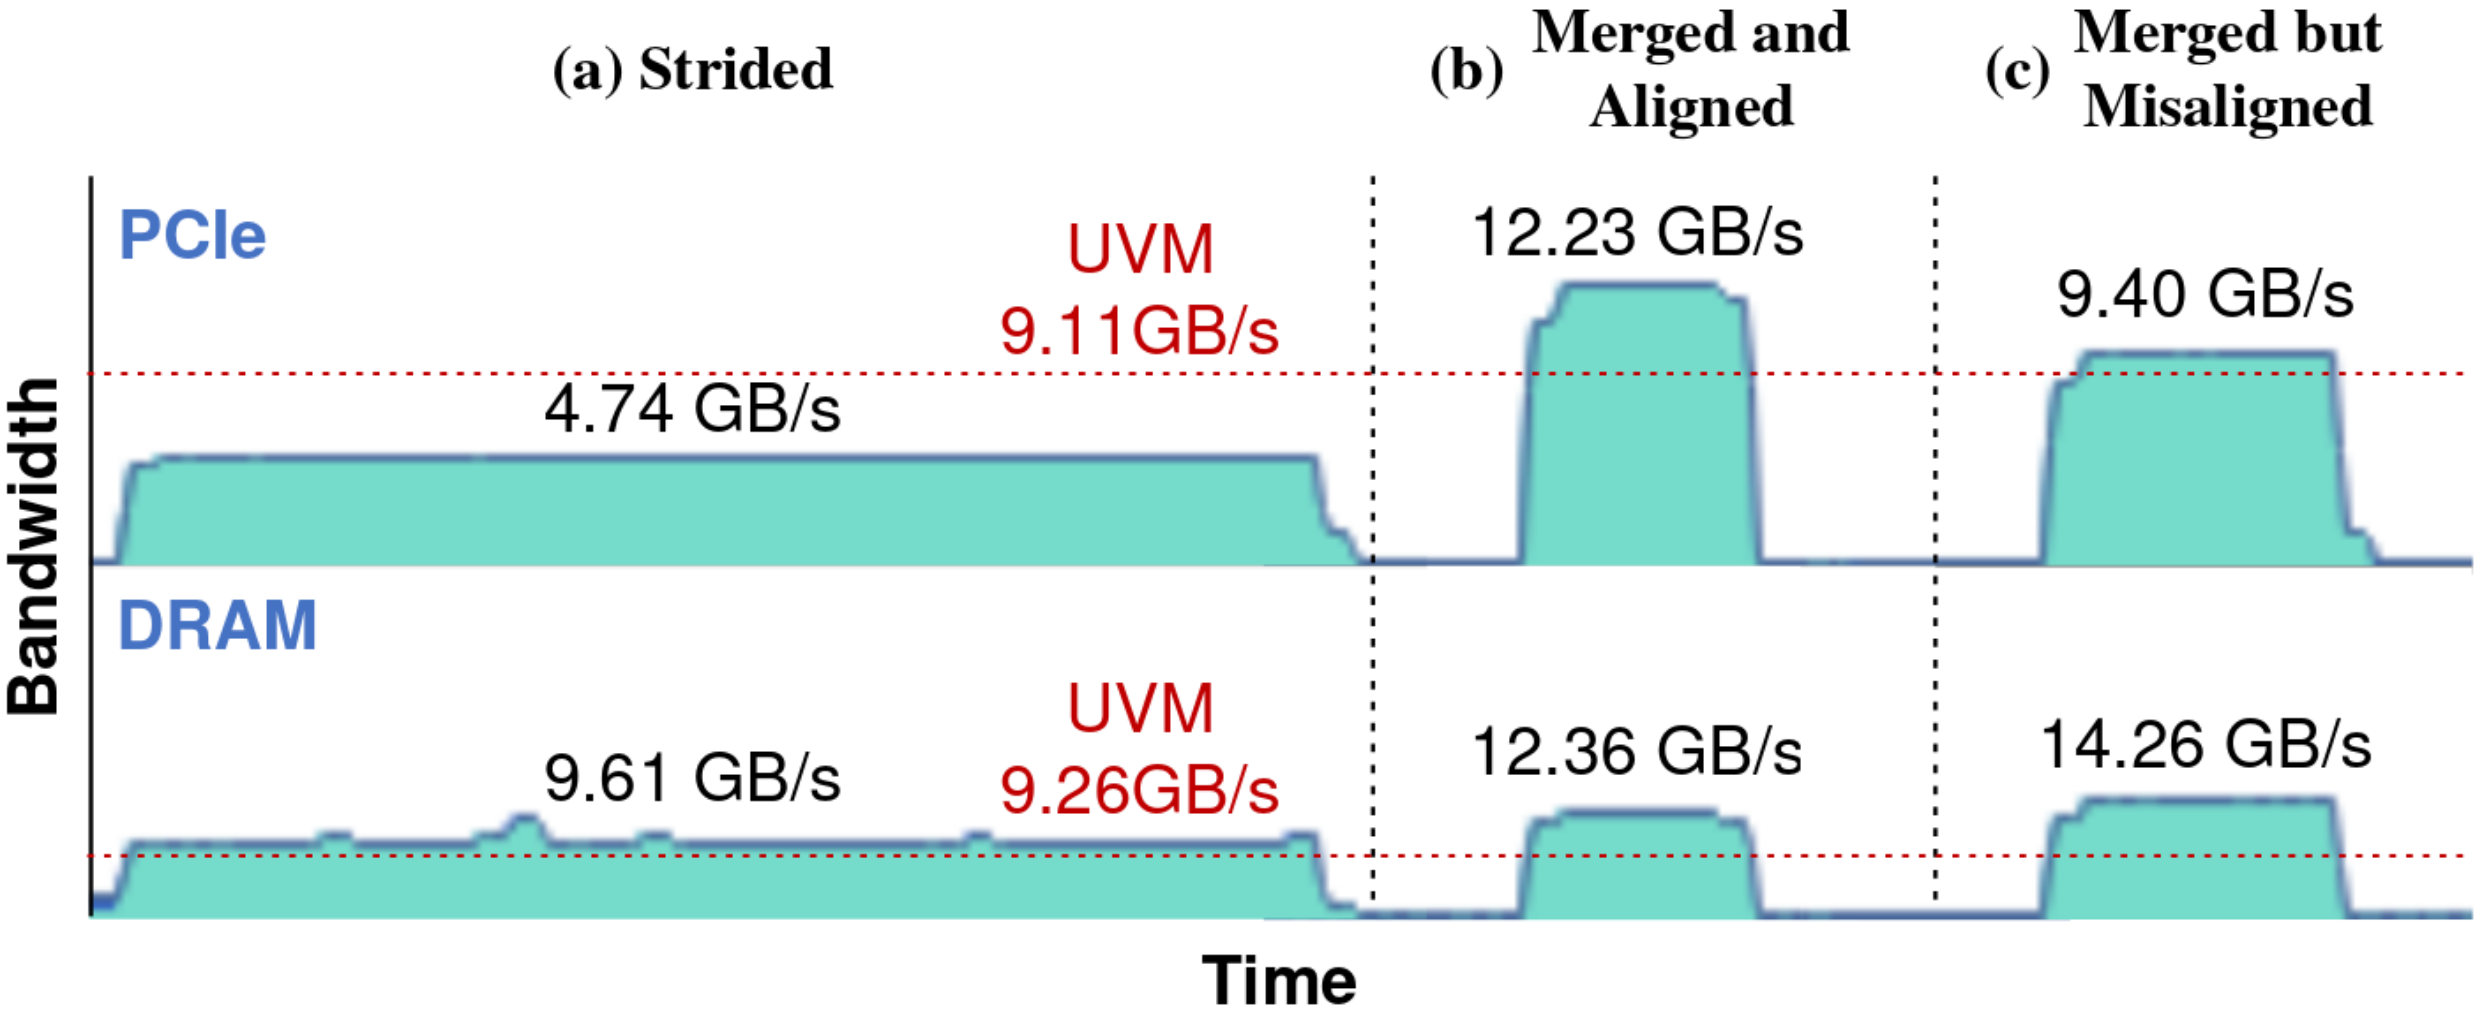 (a) Strided
(b) Merged and
Aligned
(c) Merged but
Misaligned
PCIe
UVM
9.11GB/s
4.74 GB/s
12.23 GB/s
9.40 GB/s
Bandwidth
DRAM
UVM
9.26GB/s
9.61 GB/s
12.36 GB/s
14.26 GB/s
Time